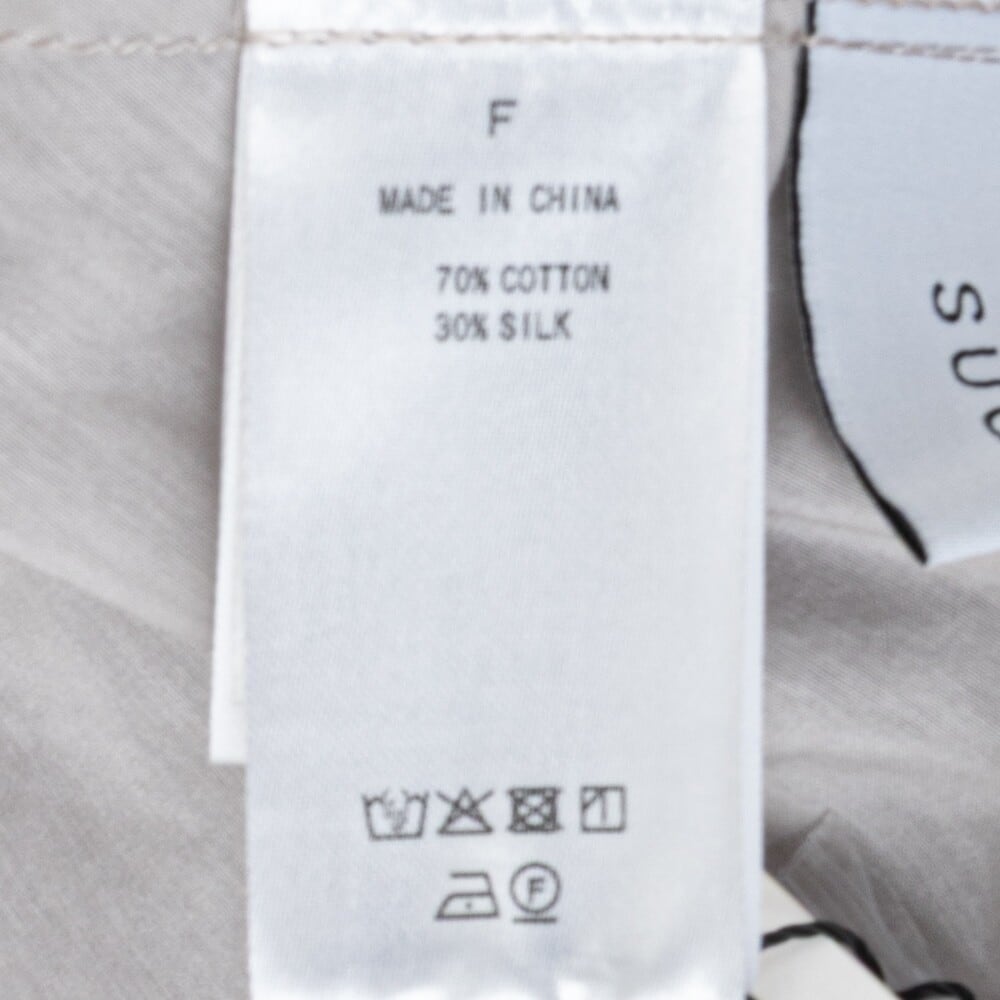 F
MADE IN CHINA
70% COTTON
30% SILK
F